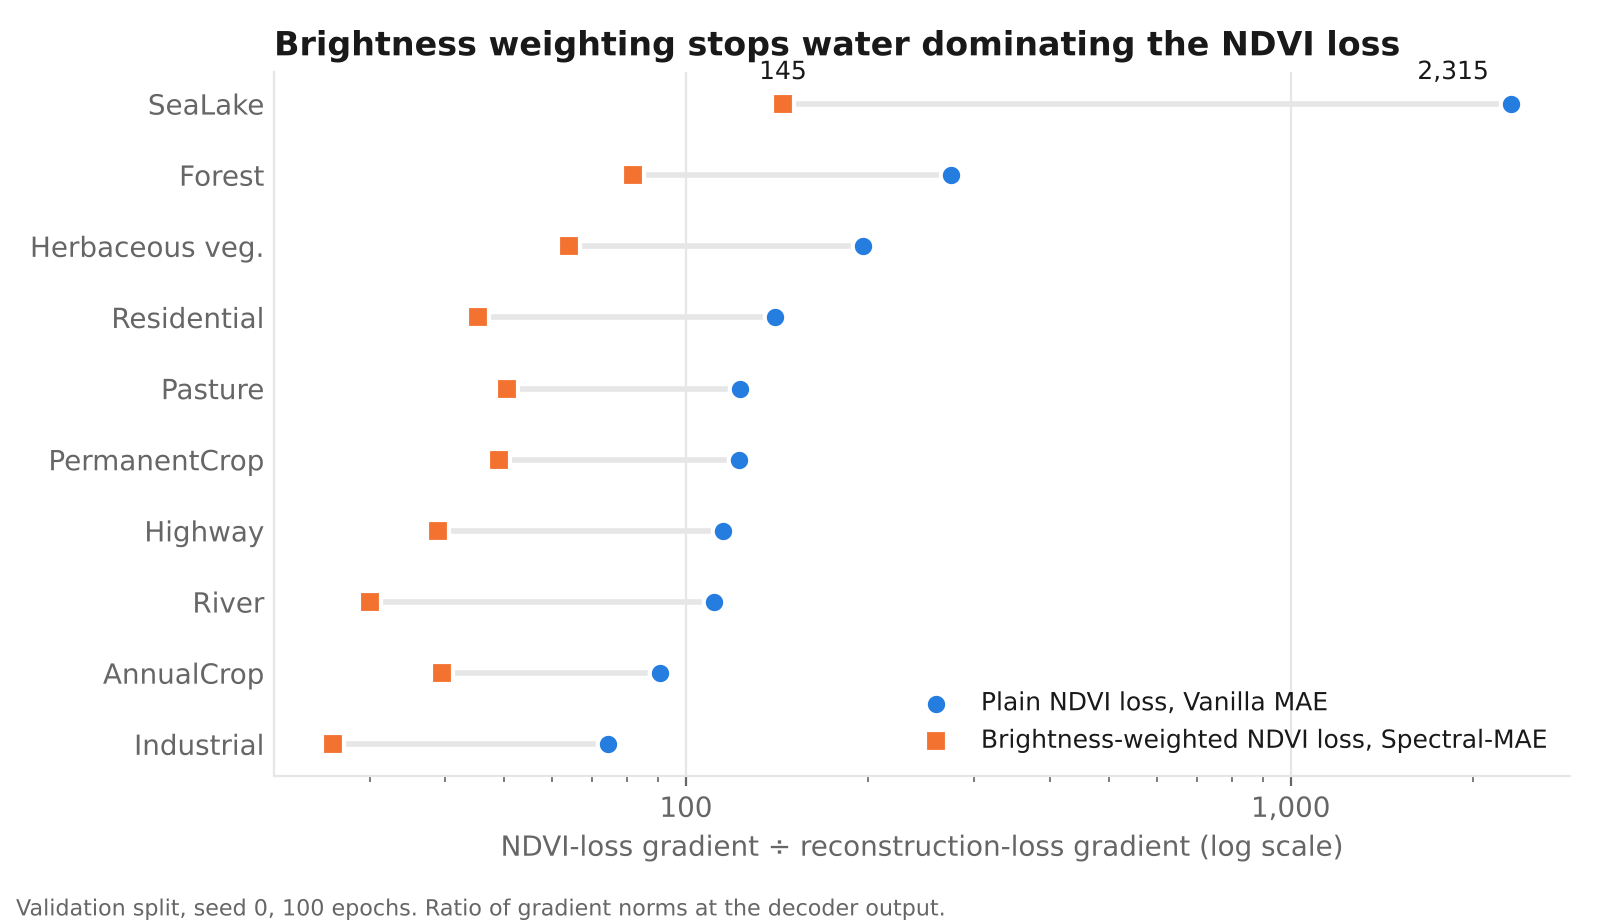 Brightness weighting stops water dominating the NDVI loss
145
2,315
SeaLake
Forest
Herbaceous veg.
Residential
Pasture
PermanentCrop
Highway
River
AnnualCrop
Industrial
Plain NDVI loss, Vanilla MAE
Brightness-weighted NDVI loss, Spectral-MAE
100
1,000
NDVI-loss gradient ÷ reconstruction-loss gradient (log scale)
Validation split, seed 0, 100 epochs. Ratio of gradient norms at the decoder output.